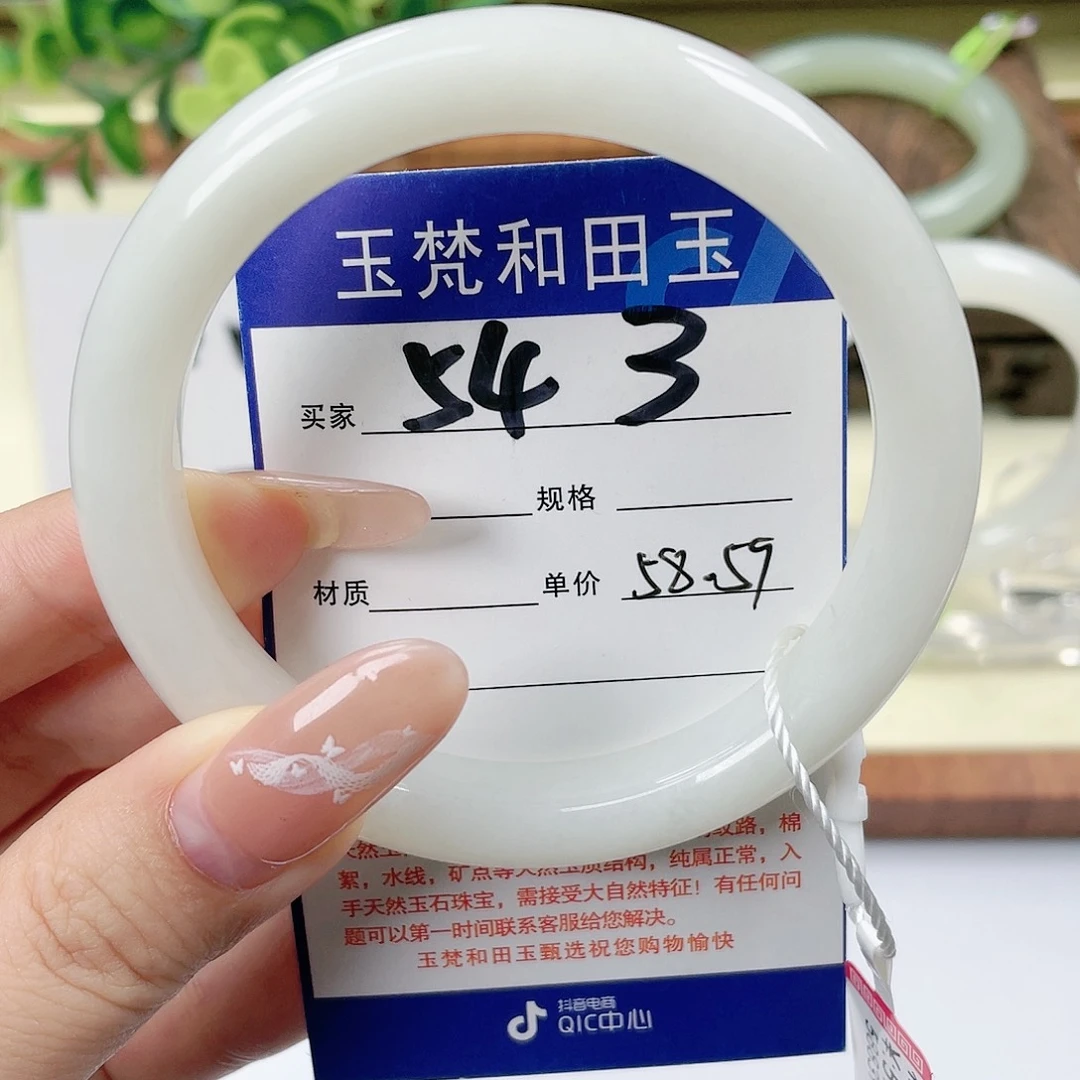 玉梵和田玉
买家 54 3
规格
材质 单价 58.59
纹路，棉
絮，水线，矿点等天然玉质结构，纯属正常，入
手天然玉石珠宝，需接受大自然特征！有任何问
题可以第一时间联系客服给您解决。
玉梵和田玉甄选祝您购物愉快
抖音电商
QIC中心